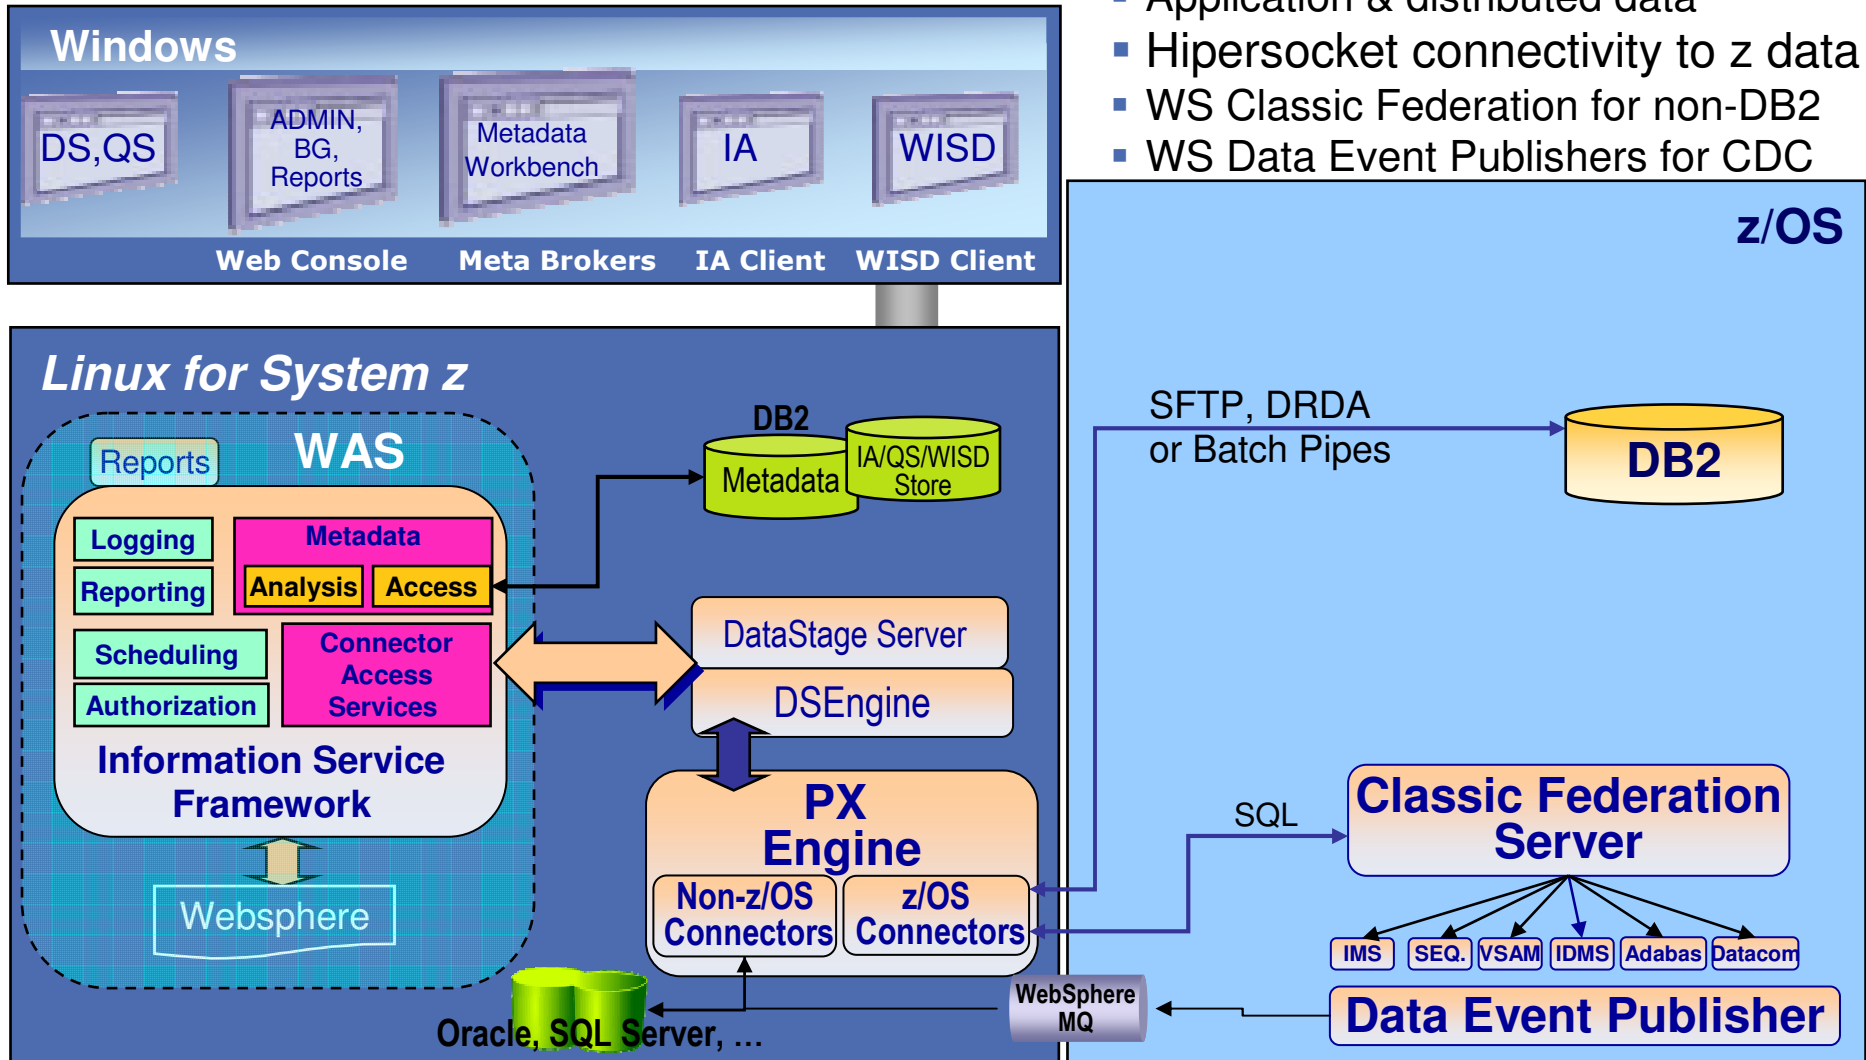 Application & distributed data
Hipersocket connectivity to z data
WS Classic Federation for non-DB2
WS Data Event Publishers for CDC
Windows
DS,QS
ADMIN,
BG,
Reports
Metadata
Workbench
IA
WISD
Web Console
Meta Brokers
IA Client
WISD Client
z/OS
Linux for System z
WAS
Reports
Logging
Reporting
Metadata
Analysis
Access
Scheduling
Authorization
Connector
Access
Services
Information Service
Framework
Websphere
DB2
Metadata
IA/QS/WISD
Store
DataStage Server
DSEngine
PX
Engine
Non-z/OS
Connectors
z/OS
Connectors
Oracle, SQL Server, …
WebSphere
MQ
SFTP, DRDA
or Batch Pipes
DB2
SQL
Classic Federation
Server
IMS
SEQ.
VSAM
IDMS
Adabas
Datacom
Data Event Publisher